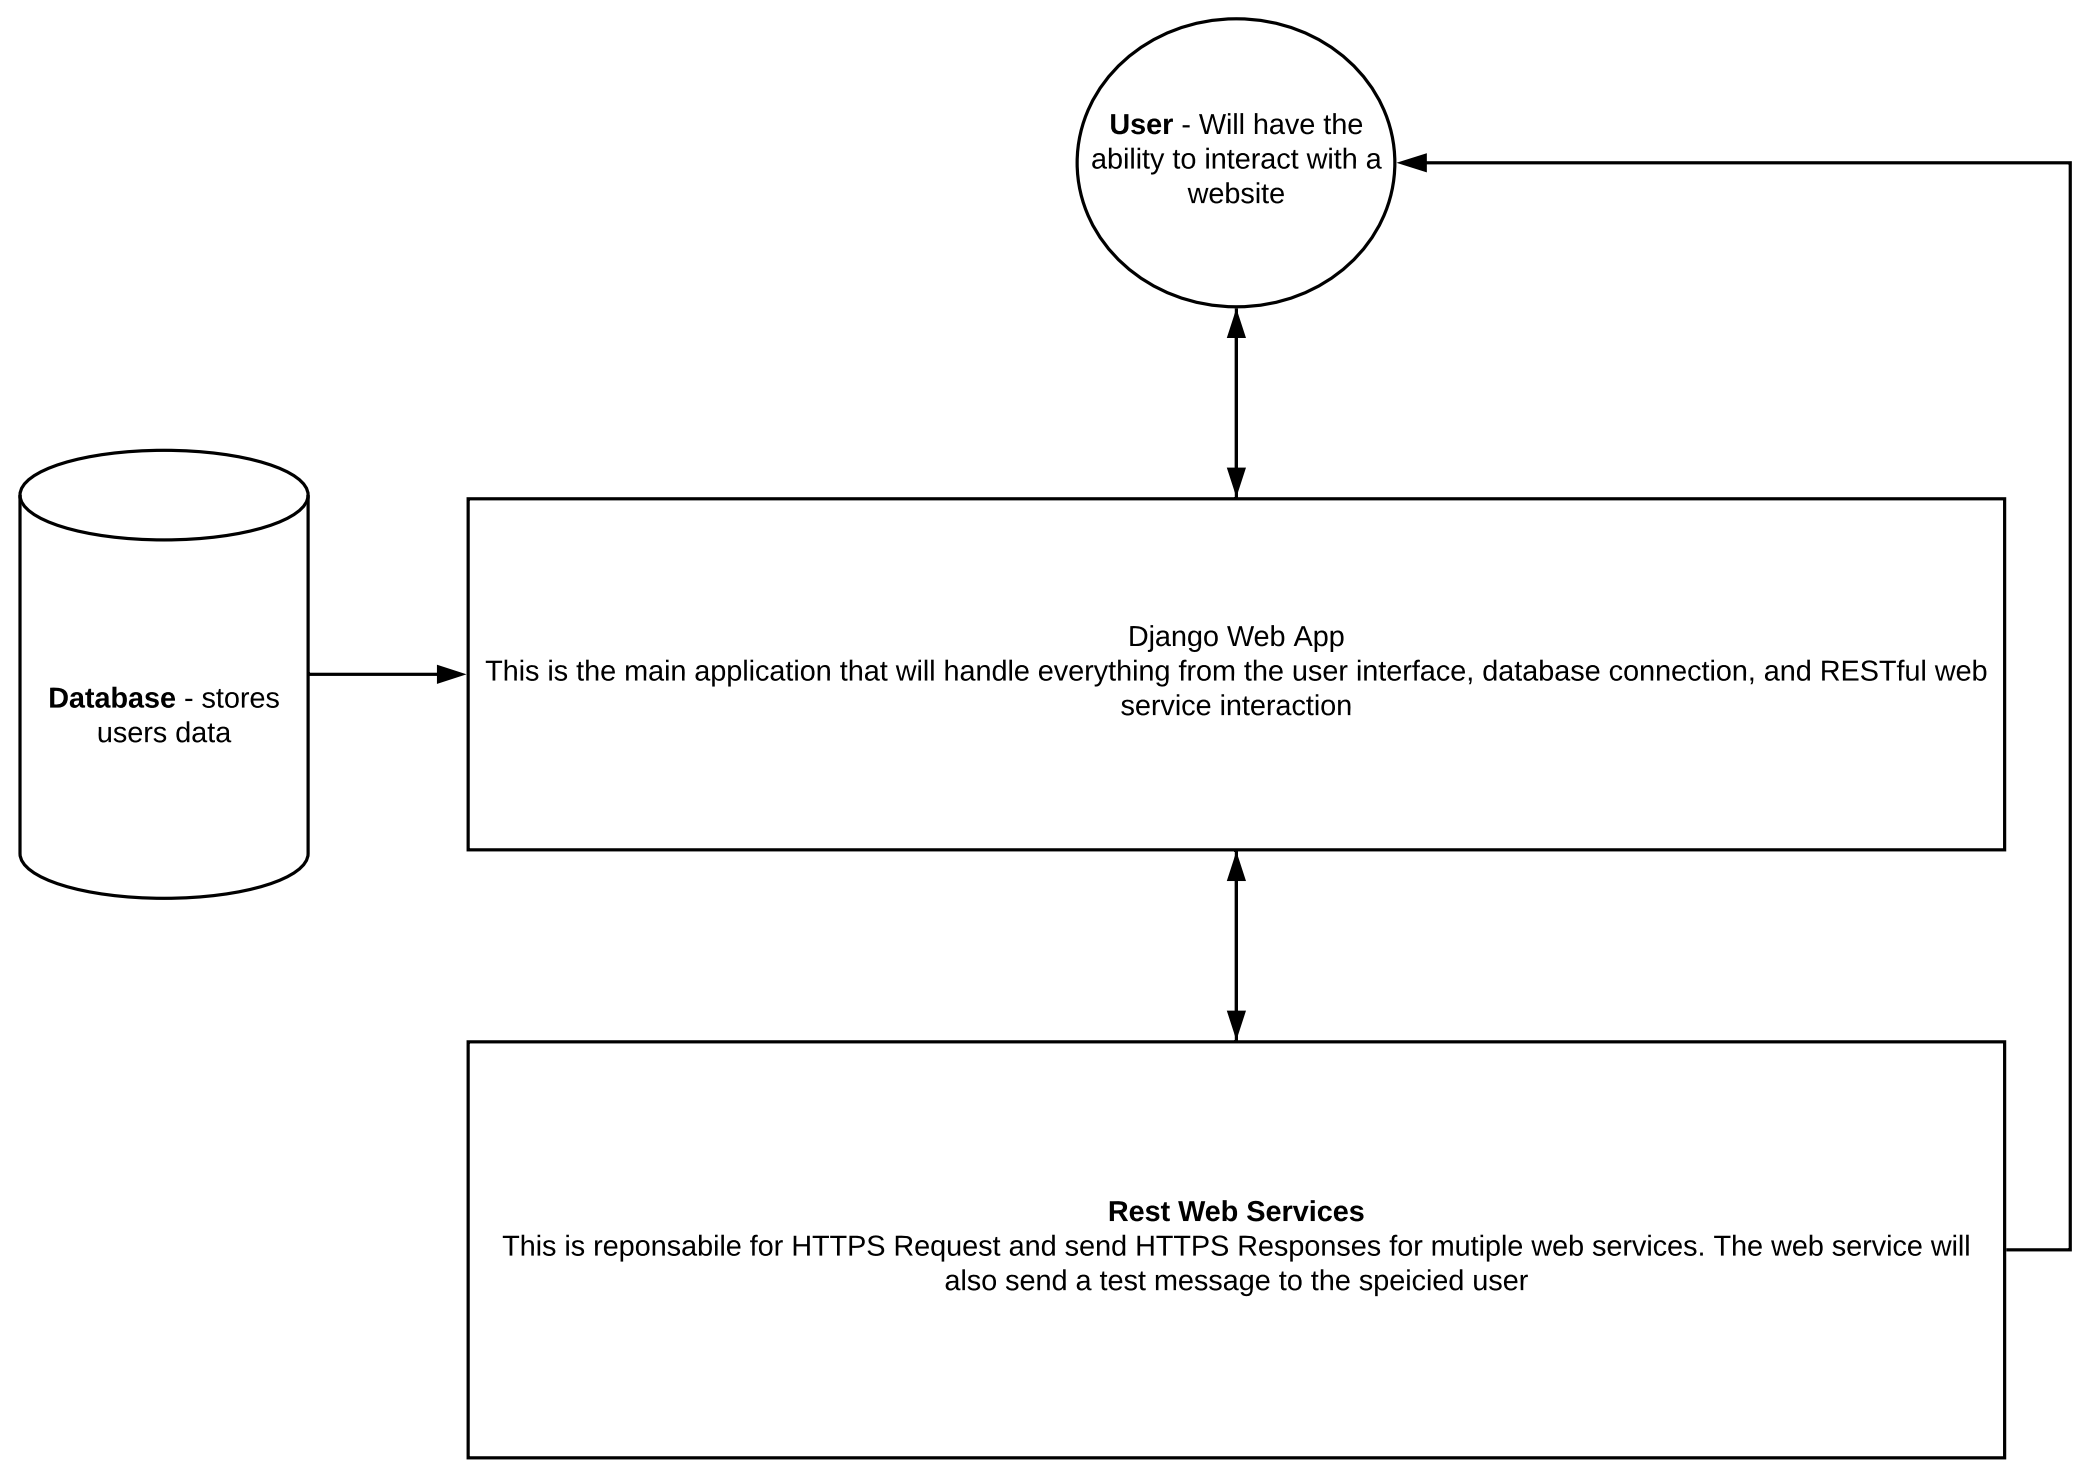 User - Will have the
ability to interact with a
website
Django Web App
This is the main application that will handle everything from the user interface, database connection, and RESTful web
service interaction
Database - stores
users data
Rest Web Services
This is reponsabile for HTTPS Request and send HTTPS Responses for mutiple web services. The web service will
also send a test message to the speicied user